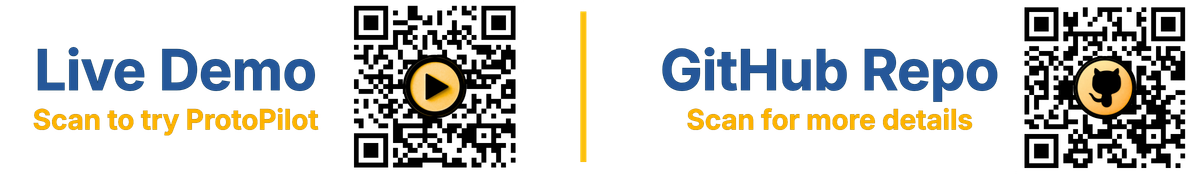 Live Demo
Scan to try ProtoPilot
GitHub Repo
Scan for more details